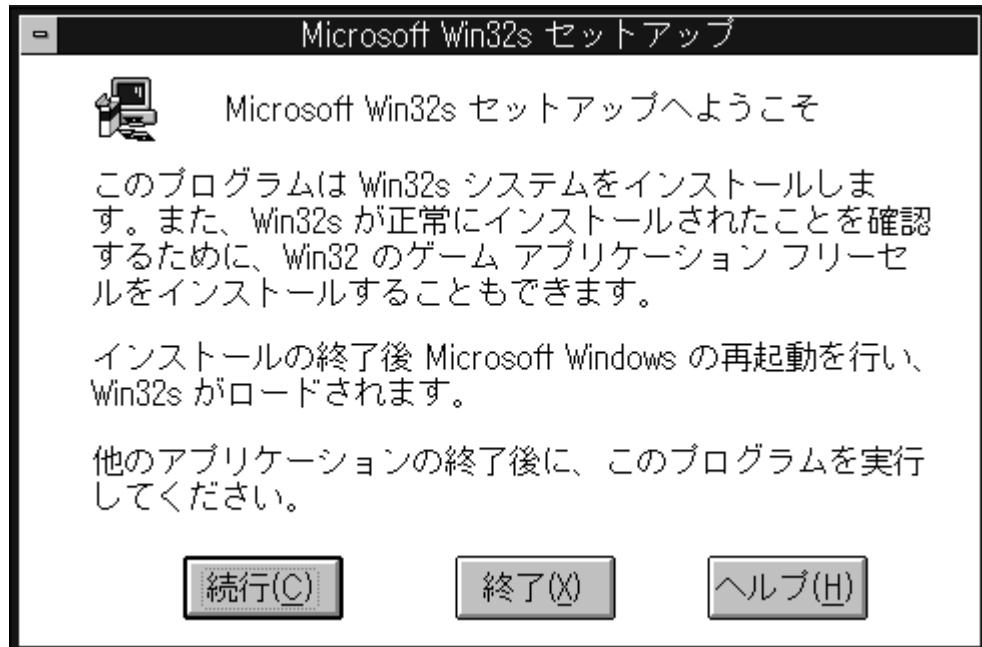 Microsoft Win32s セットアップ
Microsoft Win32s セットアップへようこそ
このプログラムは Win32s システムをインストールしま
す。また、Win32s が正常にインストールされたことを確認
するために、Win32 のゲーム アプリケーション フリーセ
ルをインストールすることもできます。
インストールの終了後 Microsoft Windows の再起動を行い、
Win32s がロードされます。
他のアプリケーションの終了後に、このプログラムを実行
してください。
続行(C) 終了(X) ヘルプ(H)